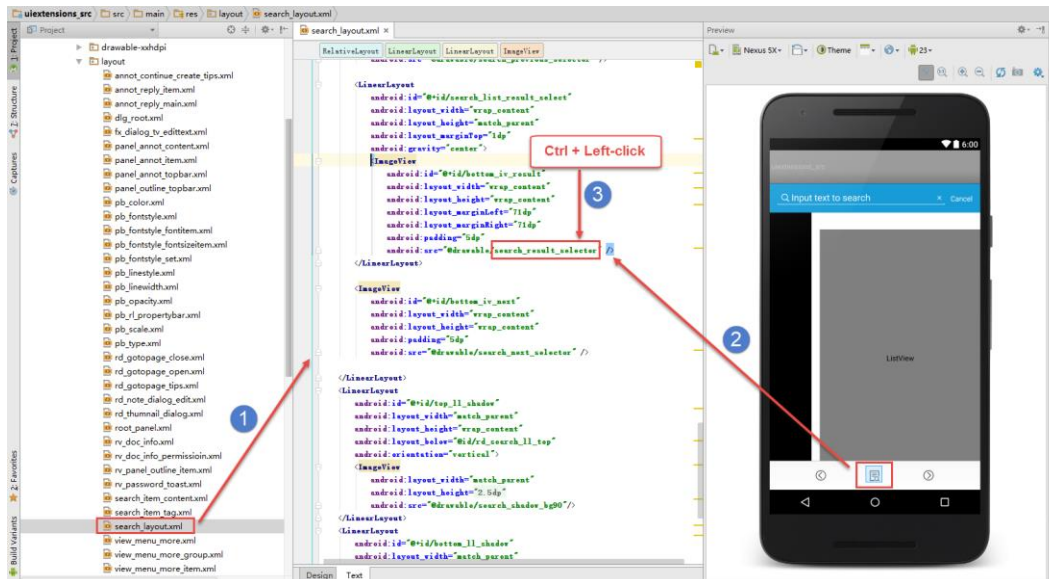 uiextensions_src src main res layout search_layout.xml
1: Project
Z: Structure
Captures
2: Favorites
Build Variants
Project
drawable-xxhdpi
layout
annot_continue_create_tips.xml
annot_reply_item.xml
annot_reply_main.xml
dlg_root.xml
fx_dialog_tv_edittext.xml
panel_annot_content.xml
panel_annot_item.xml
panel_annot_topbar.xml
panel_outline_topbar.xml
pb_color.xml
pb_fontstyle.xml
pb_fontstyle_fontitem.xml
pb_fontstyle_fontsizeitem.xml
pb_fontstyle_set.xml
pb_linestyle.xml
pb_linewidth.xml
pb_opacity.xml
pb_rl_propertybar.xml
pb_scale.xml
pb_type.xml
rd_gotopage_close.xml
rd_gotopage_open.xml
rd_gotopage_tips.xml
rd_note_dialog_edit.xml
rd_thumnail_dialog.xml
root_panel.xml
rv_doc_info.xml
rv_doc_info_permissioin.xml
rv_panel_outline_item.xml
rv_password_toast.xml
search_item_content.xml
search_item_tag.xml
search_layout.xml
view_menu_more.xml
view_menu_more_group.xml
view_menu_more_item.xml
1
search_layout.xml ×
RelativeLayout LinearLayout LinearLayout ImageView
android:src="@drawable/search_previous_selector" />
<LinearLayout
android:id="@+id/search_list_result_select"
android:layout_width="wrap_content"
android:layout_height="match_parent"
android:layout_marginTop="1dp"
android:gravity="center">
<ImageView
android:id="@+id/bottom_iv_result"
android:layout_width="wrap_content"
android:layout_height="wrap_content"
android:layout_marginLeft="71dp"
android:layout_marginRight="71dp"
android:padding="5dp"
android:src="@drawable/search_result_selector" />
</LinearLayout>
<ImageView
android:id="@+id/bottom_iv_next"
android:layout_width="wrap_content"
android:layout_height="wrap_content"
android:padding="5dp"
android:src="@drawable/search_next_selector" />
</LinearLayout>
<LinearLayout
android:id="@+id/top_ll_shadow"
android:layout_width="match_parent"
android:layout_height="wrap_content"
android:layout_below="@id/rd_search_ll_top"
android:orientation="vertical">
<ImageView
android:layout_width="match_parent"
android:layout_height="2.5dp"
android:src="@drawable/search_shadow_bg90"/>
</LinearLayout>
<LinearLayout
android:id="@+id/bottom_ll_shadow"
android:layout_width="match_parent"
Design Text
Ctrl + Left-click
3
2
Preview
Nexus 5X Theme 23
6:00
uiextensions_src
Input text to search × Cancel
ListView